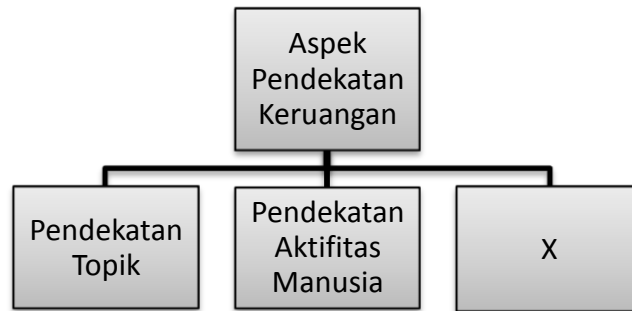 Aspek
Pendekatan
Keruangan
Pendekatan
Topik
Pendekatan
Aktifitas
Manusia
X